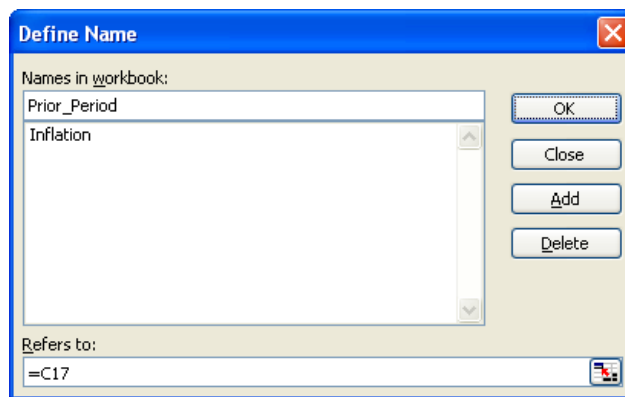 Define Name
Names in workbook:
Prior_Period
Inflation
OK
Close
Add
Delete
Refers to:
=C17